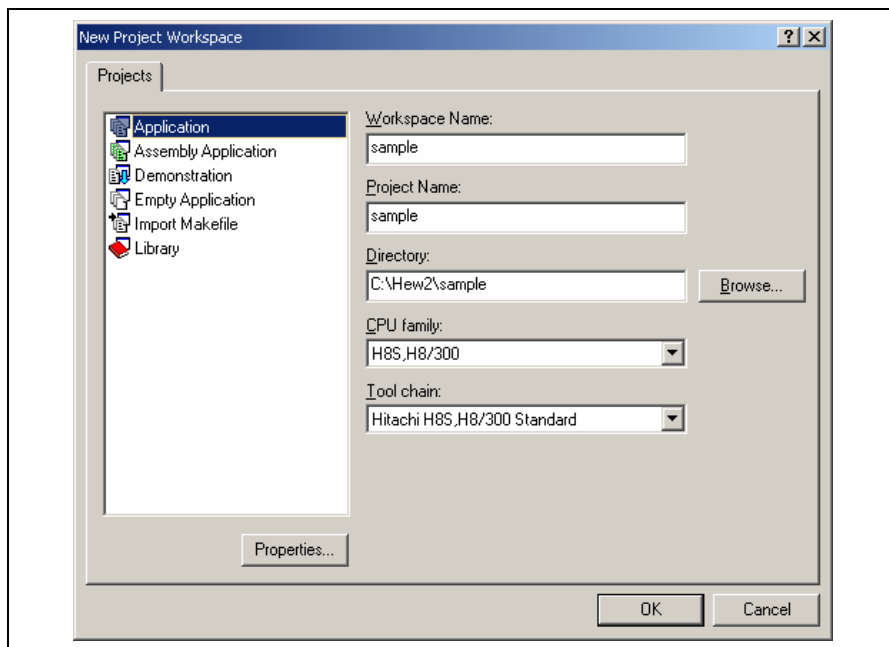 New Project Workspace
Projects
Application
Assembly Application
Demonstration
Empty Application
Import Makefile
Library
Properties...
Workspace Name:
sample
Project Name:
sample
Directory:
C:\Hew2\sample
Browse...
CPU family:
H8S,H8/300
Tool chain:
Hitachi H8S,H8/300 Standard
OK
Cancel